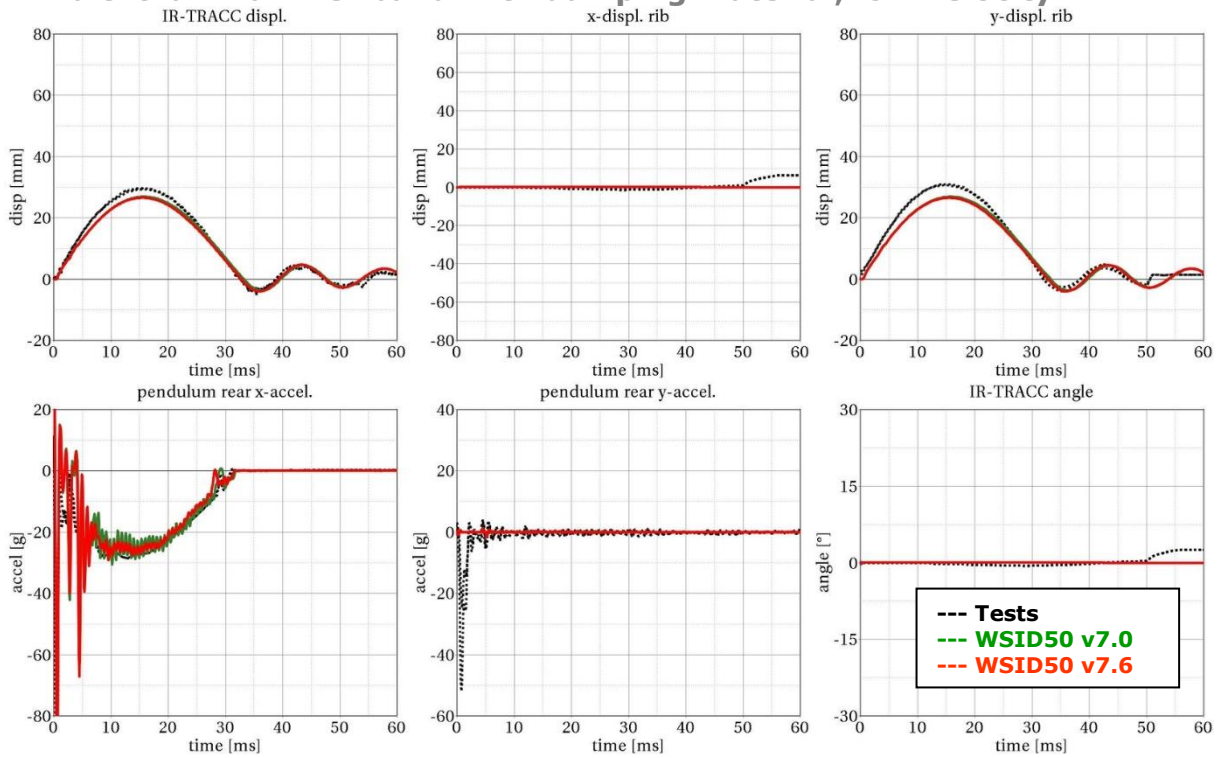 IR-TRACC displ.
x-displ. rib
y-displ. rib
80
60
40
20
0
-20
disp [mm]
0 10 20 30 40 50 60
time [ms]
80
60
40
20
0
-20
-40
-60
-80
disp [mm]
0 10 20 30 40 50 60
time [ms]
80
60
40
20
0
-20
disp [mm]
0 10 20 30 40 50 60
time [ms]
pendulum rear x-accel.
pendulum rear y-accel.
IR-TRACC angle
20
0
-20
-40
-60
-80
accel [g]
0 10 20 30 40 50 60
time [ms]
40
20
0
-20
-40
-60
accel [g]
0 10 20 30 40 50 60
time [ms]
30
15
0
-15
-30
angle [°]
0 10 20 30 40 50 60
time [ms]
--- Tests
--- WSID50 v7.0
--- WSID50 v7.6